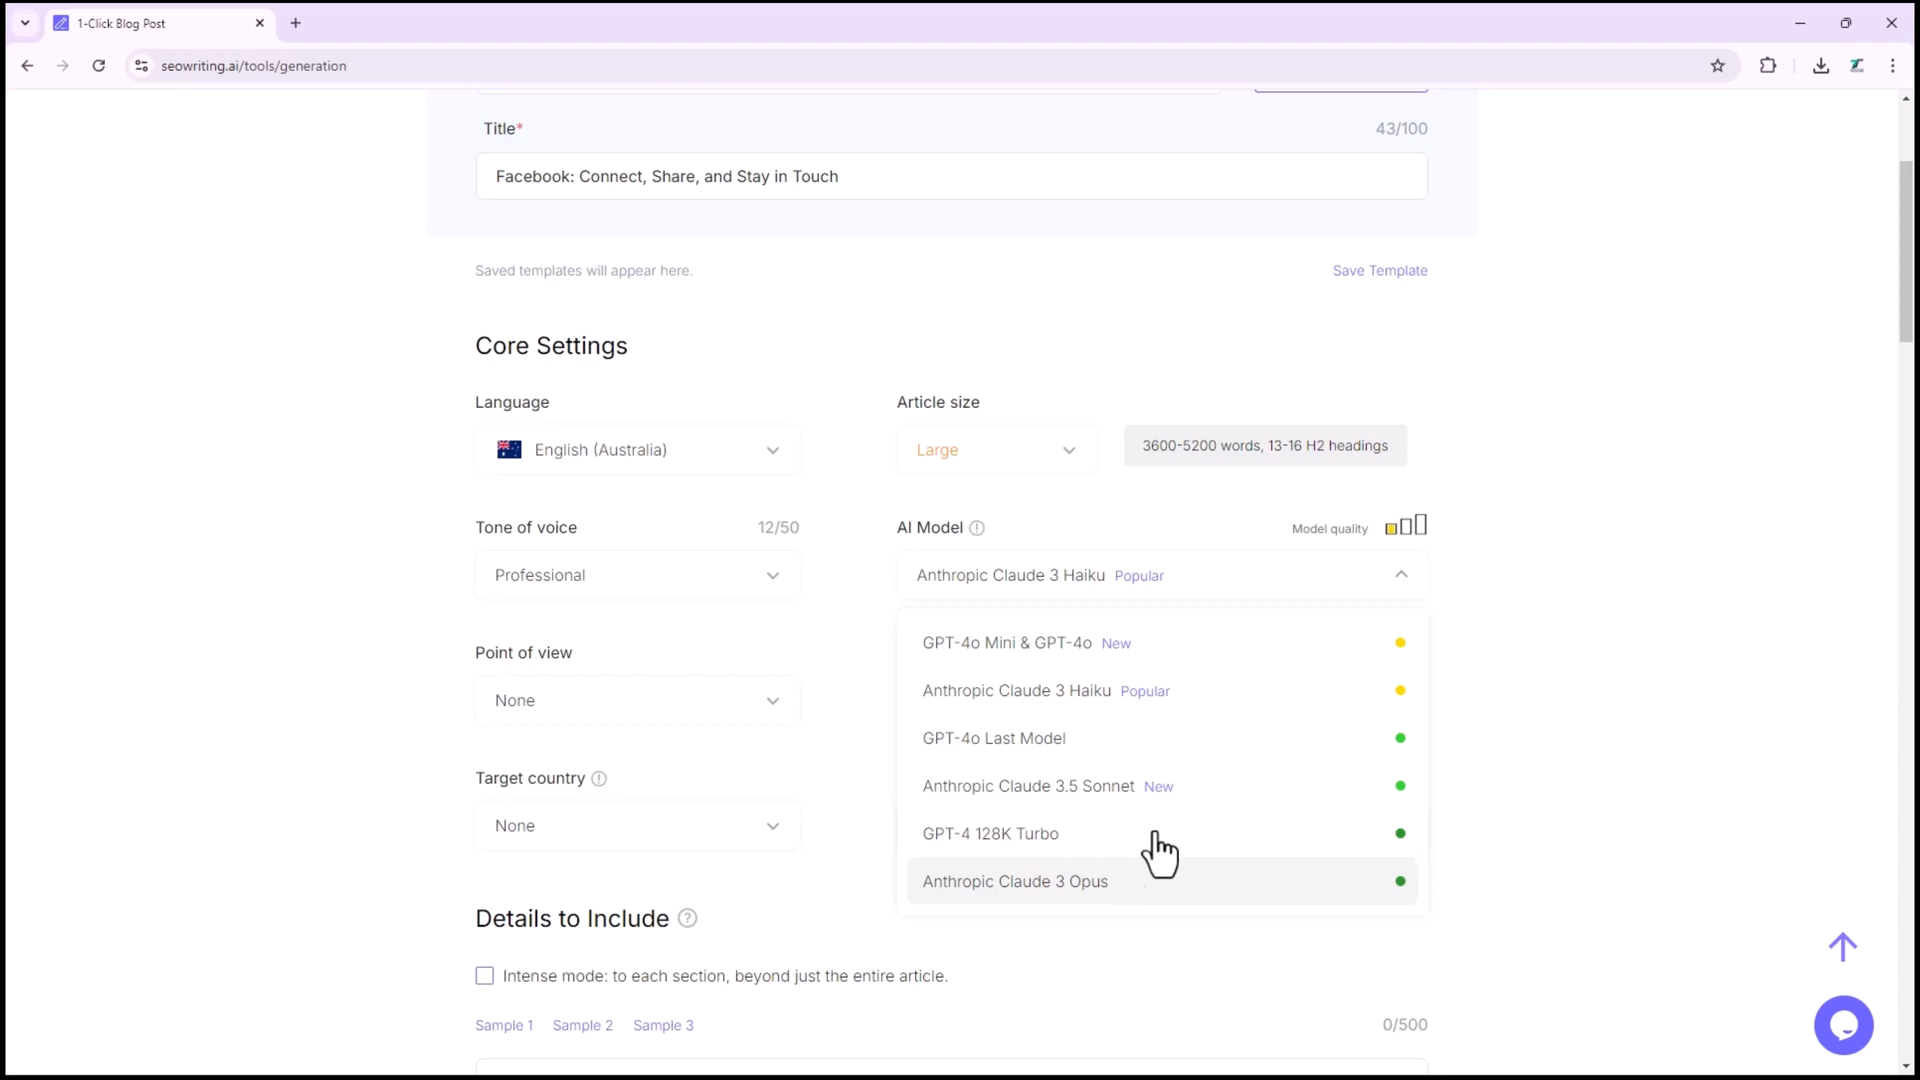 1-Click Blog Post
seowriting.ai/tools/generation
Title*
43/100
Facebook: Connect, Share, and Stay in Touch
Saved templates will appear here.
Save Template
Core Settings
Language
Article size
English (Australia)
Large
3600-5200 words, 13-16 H2 headings
Tone of voice
12/50
AI Model
Model quality
Professional
Anthropic Claude 3 Haiku Popular
Point of view
GPT-4o Mini & GPT-4o New
None
Anthropic Claude 3 Haiku Popular
GPT-4o Last Model
Target country
Anthropic Claude 3.5 Sonnet New
None
GPT-4 128K Turbo
Anthropic Claude 3 Opus
Details to Include
Intense mode: to each section, beyond just the entire article.
Sample 1 Sample 2 Sample 3
0/500